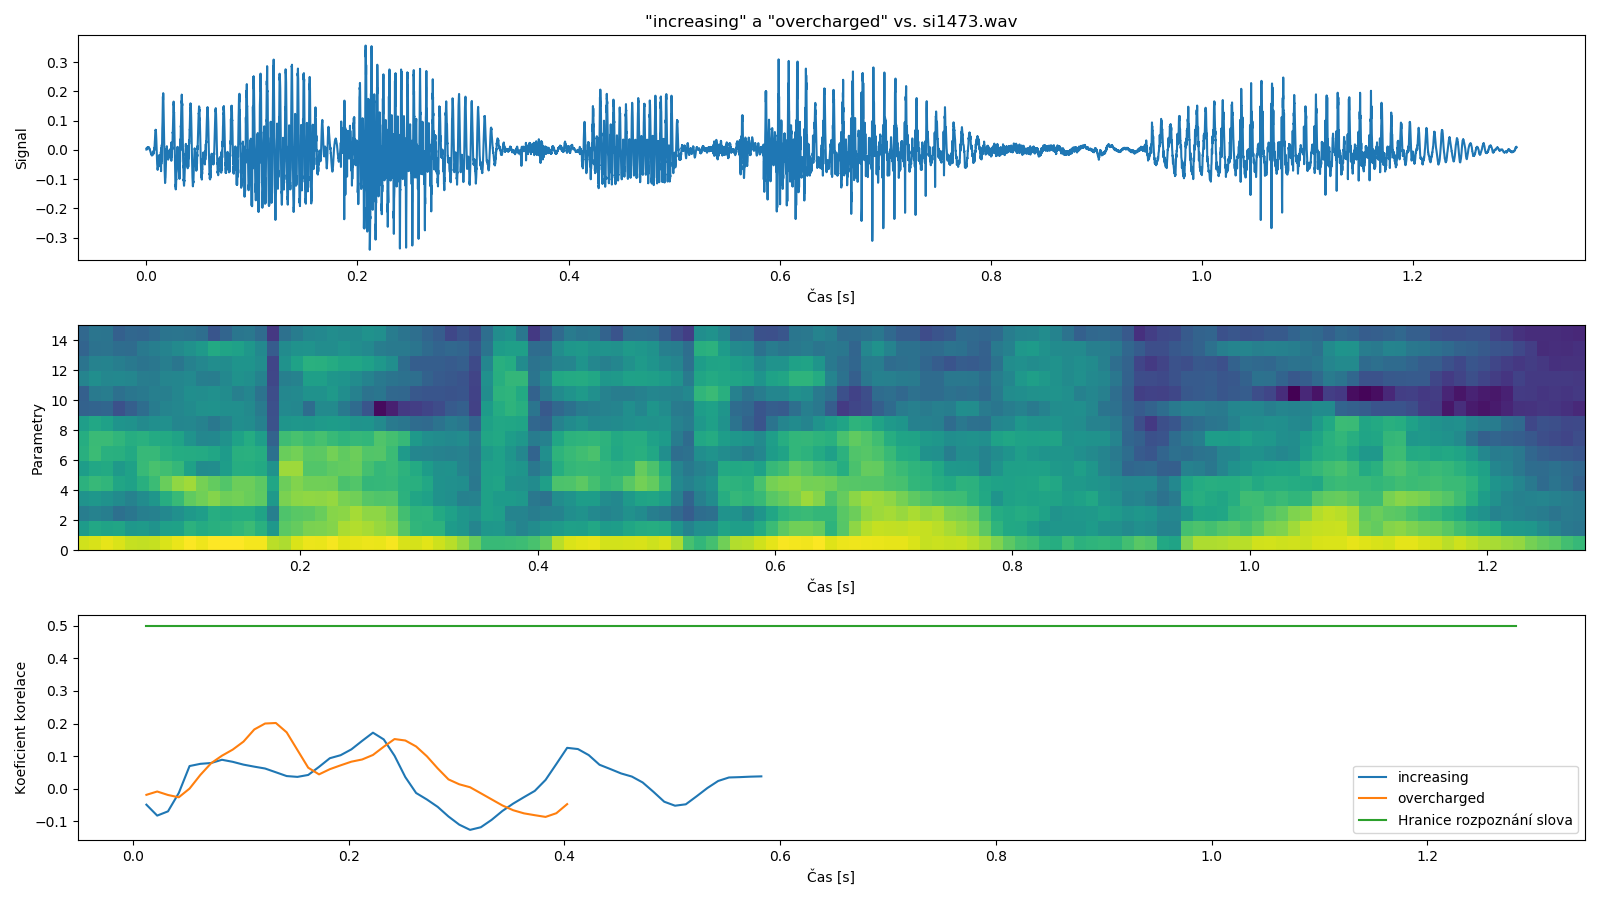 "increasing" a "overcharged" vs. si1473.wav
Signal
0.3
0.2
0.1
0.0
−0.1
−0.2
−0.3
0.0 0.2 0.4 0.6 0.8 1.0 1.2
Čas [s]
Parametry
14
12
10
8
6
4
2
0
0.2 0.4 0.6 0.8 1.0 1.2
Čas [s]
Koeficient korelace
0.5
0.4
0.3
0.2
0.1
0.0
−0.1
increasing
overcharged
Hranice rozpoznání slova
0.0 0.2 0.4 0.6 0.8 1.0 1.2
Čas [s]